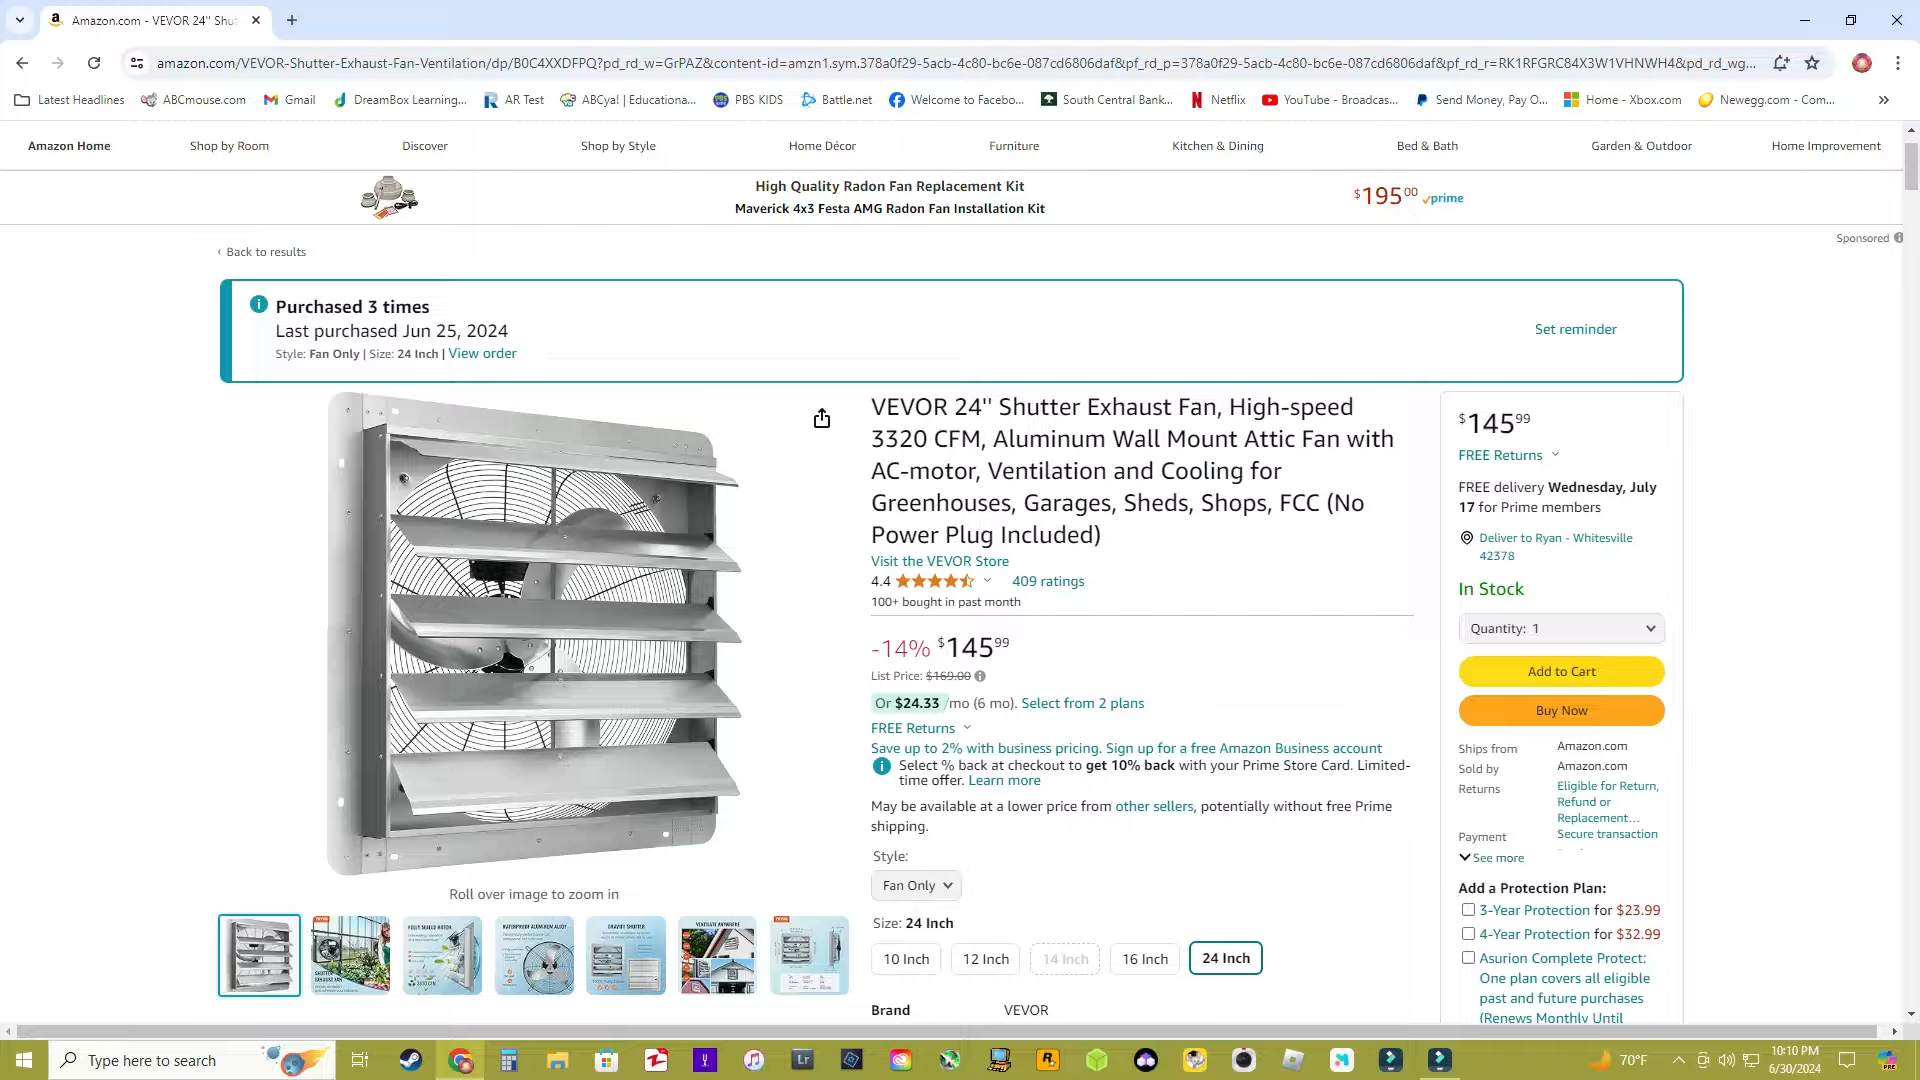 Amazon.com - VEVOR 24" Shut
amazon.com/VEVOR-Shutter-Exhaust-Fan-Ventilation/dp/B0C4XXDFPQ?pd_rd_w=GrPAZ&content-id=amzn1.sym.378a0f29-5acb-4c80-bc6e-087cd6806daf&pf_rd_p=378a0f29-5acb-4c80-bc6e-087cd6806daf&pf_rd_r=RK1RFGRC84X3W1VHNWH4&pd_rd_wg...
Latest Headlines ABCmouse.com Gmail DreamBox Learning... AR Test ABCya! | Educationa... PBS KIDS Battle.net Welcome to Facebo... South Central Bank... Netflix YouTube - Broadcas... Send Money, Pay O... Home - Xbox.com Newegg.com - Com...
Amazon Home Shop by Room Discover Shop by Style Home Décor Furniture Kitchen & Dining Bed & Bath Garden & Outdoor Home Improvement
High Quality Radon Fan Replacement Kit
Maverick 4x3 Festa AMG Radon Fan Installation Kit
$195.00 prime
Sponsored
‹ Back to results
Purchased 3 times
Last purchased Jun 25, 2024
Style: Fan Only | Size: 24 Inch | View order
Set reminder
VEVOR 24'' Shutter Exhaust Fan, High-speed
3320 CFM, Aluminum Wall Mount Attic Fan with
AC-motor, Ventilation and Cooling for
Greenhouses, Garages, Sheds, Shops, FCC (No
Power Plug Included)
Visit the VEVOR Store
4.4 409 ratings
100+ bought in past month
-14% $145 99
List Price: $169.00
Or $24.33 /mo (6 mo). Select from 2 plans
FREE Returns
Save up to 2% with business pricing. Sign up for a free Amazon Business account
Select % back at checkout to get 10% back with your Prime Store Card. Limited-
time offer. Learn more
May be available at a lower price from other sellers, potentially without free Prime
shipping.
Style:
Fan Only
Size: 24 Inch
10 Inch 12 Inch 14 Inch 16 Inch 24 Inch
Brand VEVOR
Roll over image to zoom in
FULLY SEALED MOTOR
WATERPROOF ALUMINUM ALLOY
GRAVITY SHUTTER
VENTILATE ANYWHERE
$145 99
FREE Returns
FREE delivery Wednesday, July
17 for Prime members
Deliver to Ryan - Whitesville
42378
In Stock
Quantity: 1
Add to Cart
Buy Now
Ships from Amazon.com
Sold by Amazon.com
Returns Eligible for Return,
Refund or
Replacement...
Payment Secure transaction
See more
Add a Protection Plan:
3-Year Protection for $23.99
4-Year Protection for $32.99
Asurion Complete Protect:
One plan covers all eligible
past and future purchases
(Renews Monthly Until
Type here to search
Lr
70°F
10:10 PM
6/30/2024